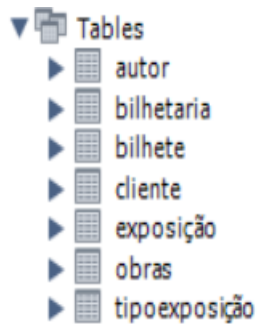 Tables
autor
bilhetaria
bilhete
cliente
exposição
obras
tipoexposição